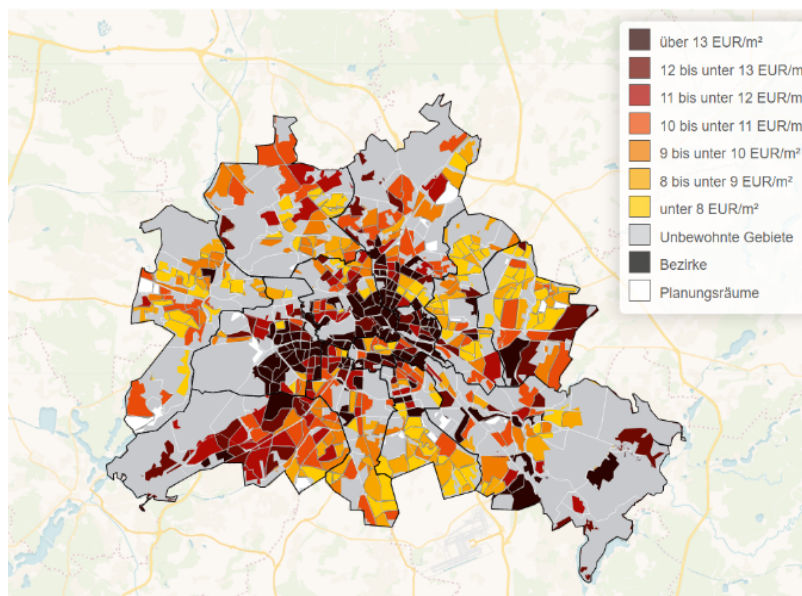 über 13 EUR/m²
12 bis unter 13 EUR/m
11 bis unter 12 EUR/m
10 bis unter 11 EUR/m
9 bis unter 10 EUR/m²
8 bis unter 9 EUR/m²
unter 8 EUR/m²
Unbewohnte Gebiete
Bezirke
Planungsräume